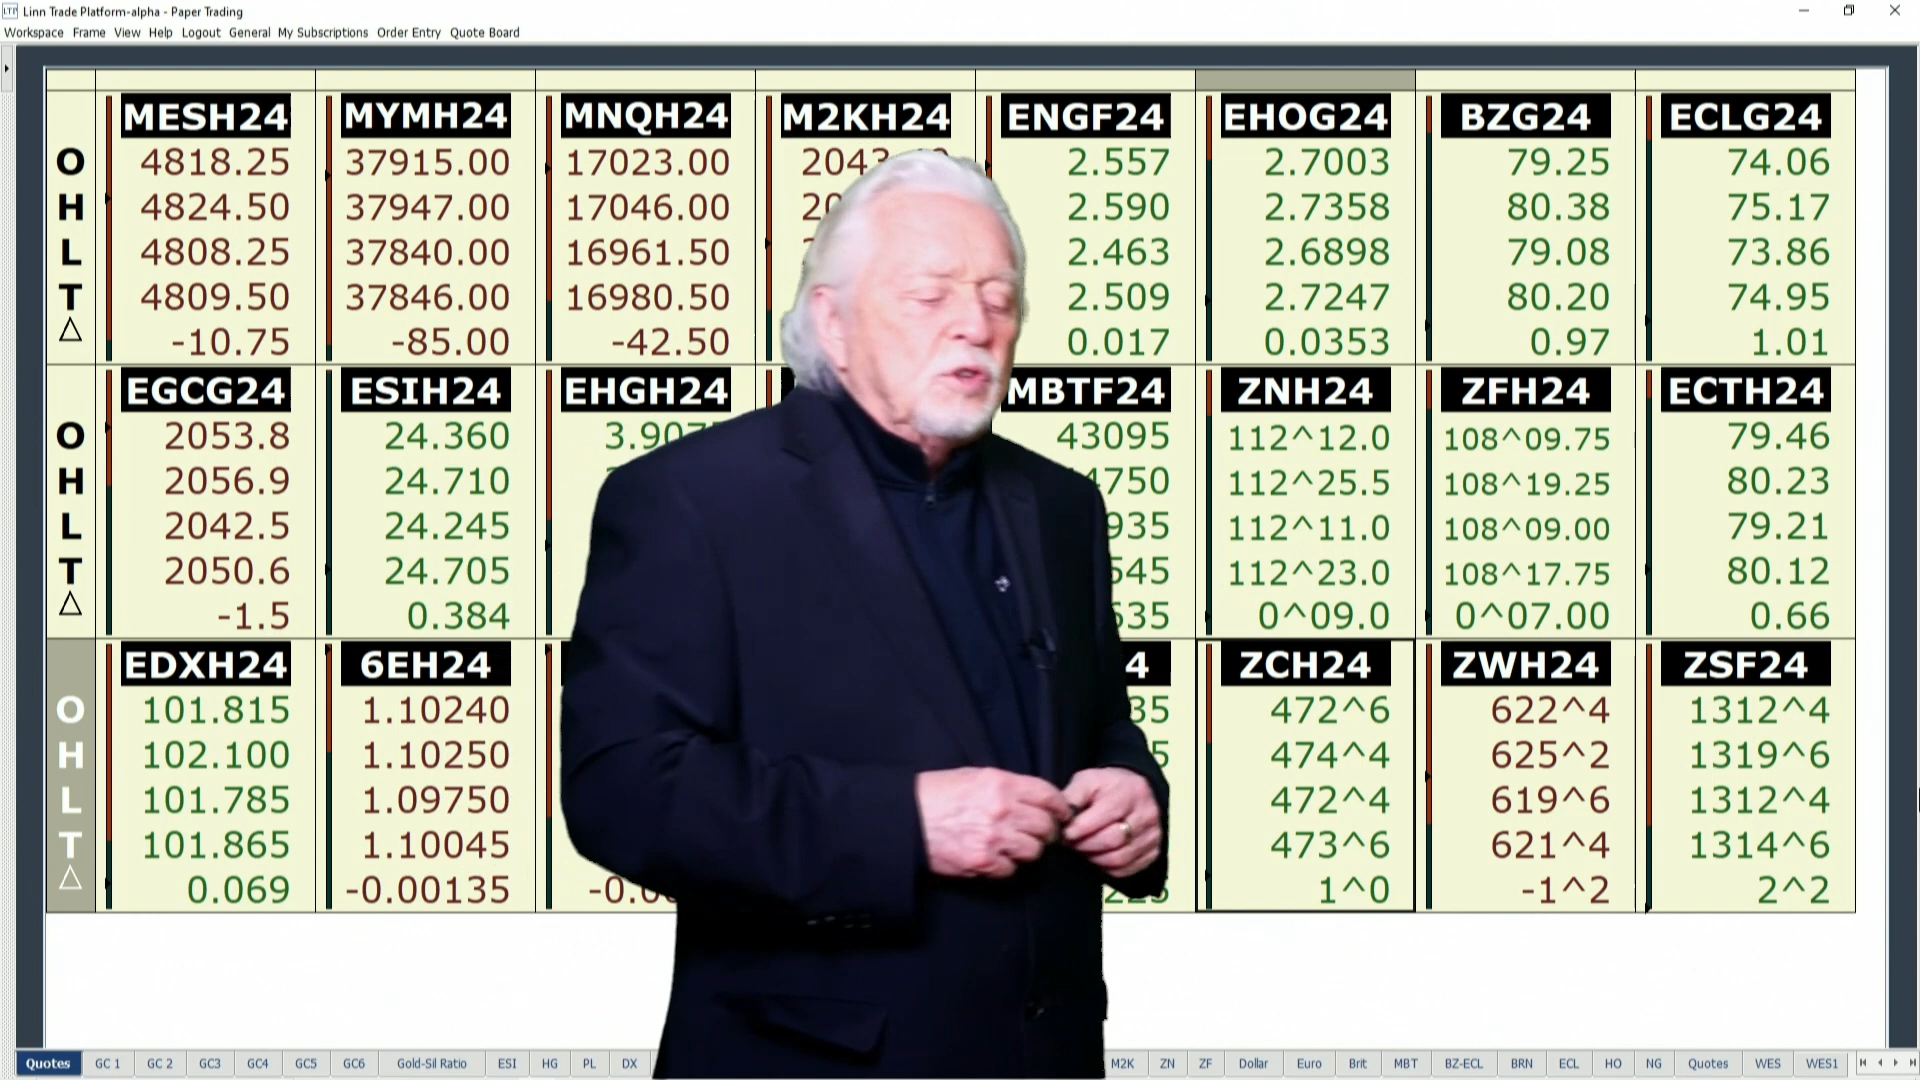 Linn Trade Platform-alpha - Paper Trading
Workspace Frame View Help Logout General My Subscriptions Order Entry Quote Board
MESH24 MYMH24 MNQH24 M2KH24 ENGF24 EHOG24 BZG24 ECLG24
O 4818.25 37915.00 17023.00 2.557 2.7003 79.25 74.06
H 4824.50 37947.00 17046.00 2.590 2.7358 80.38 75.17
L 4808.25 37840.00 16961.50 2.463 2.6898 79.08 73.86
T 4809.50 37846.00 16980.50 2.509 2.7247 80.20 74.95
△ -10.75 -85.00 -42.50 0.017 0.0353 0.97 1.01
EGCG24 ESIH24 EHGH24 MBTF24 ZNH24 ZFH24 ECTH24
O 2053.8 24.360 43095 112^12.0 108^09.75 79.46
H 2056.9 24.710 112^25.5 108^19.25 80.23
L 2042.5 24.245 112^11.0 108^09.00 79.21
T 2050.6 24.705 112^23.0 108^17.75 80.12
△ -1.5 0.384 0^09.0 0^07.00 0.66
EDXH24 6EH24 ZCH24 ZWH24 ZSF24
O 101.815 1.10240 472^6 622^4 1312^4
H 102.100 1.10250 474^4 625^2 1319^6
L 101.785 1.09750 472^4 619^6 1312^4
T 101.865 1.10045 473^6 621^4 1314^6
△ 0.069 -0.00135 1^0 -1^2 2^2
Quotes GC 1 GC 2 GC3 GC4 GC5 GC6 Gold-Sil Ratio ESI HG PL DX M2K ZN ZF Dollar Euro Brit MBT BZ-ECL BRN ECL HO NG Quotes WES WES1